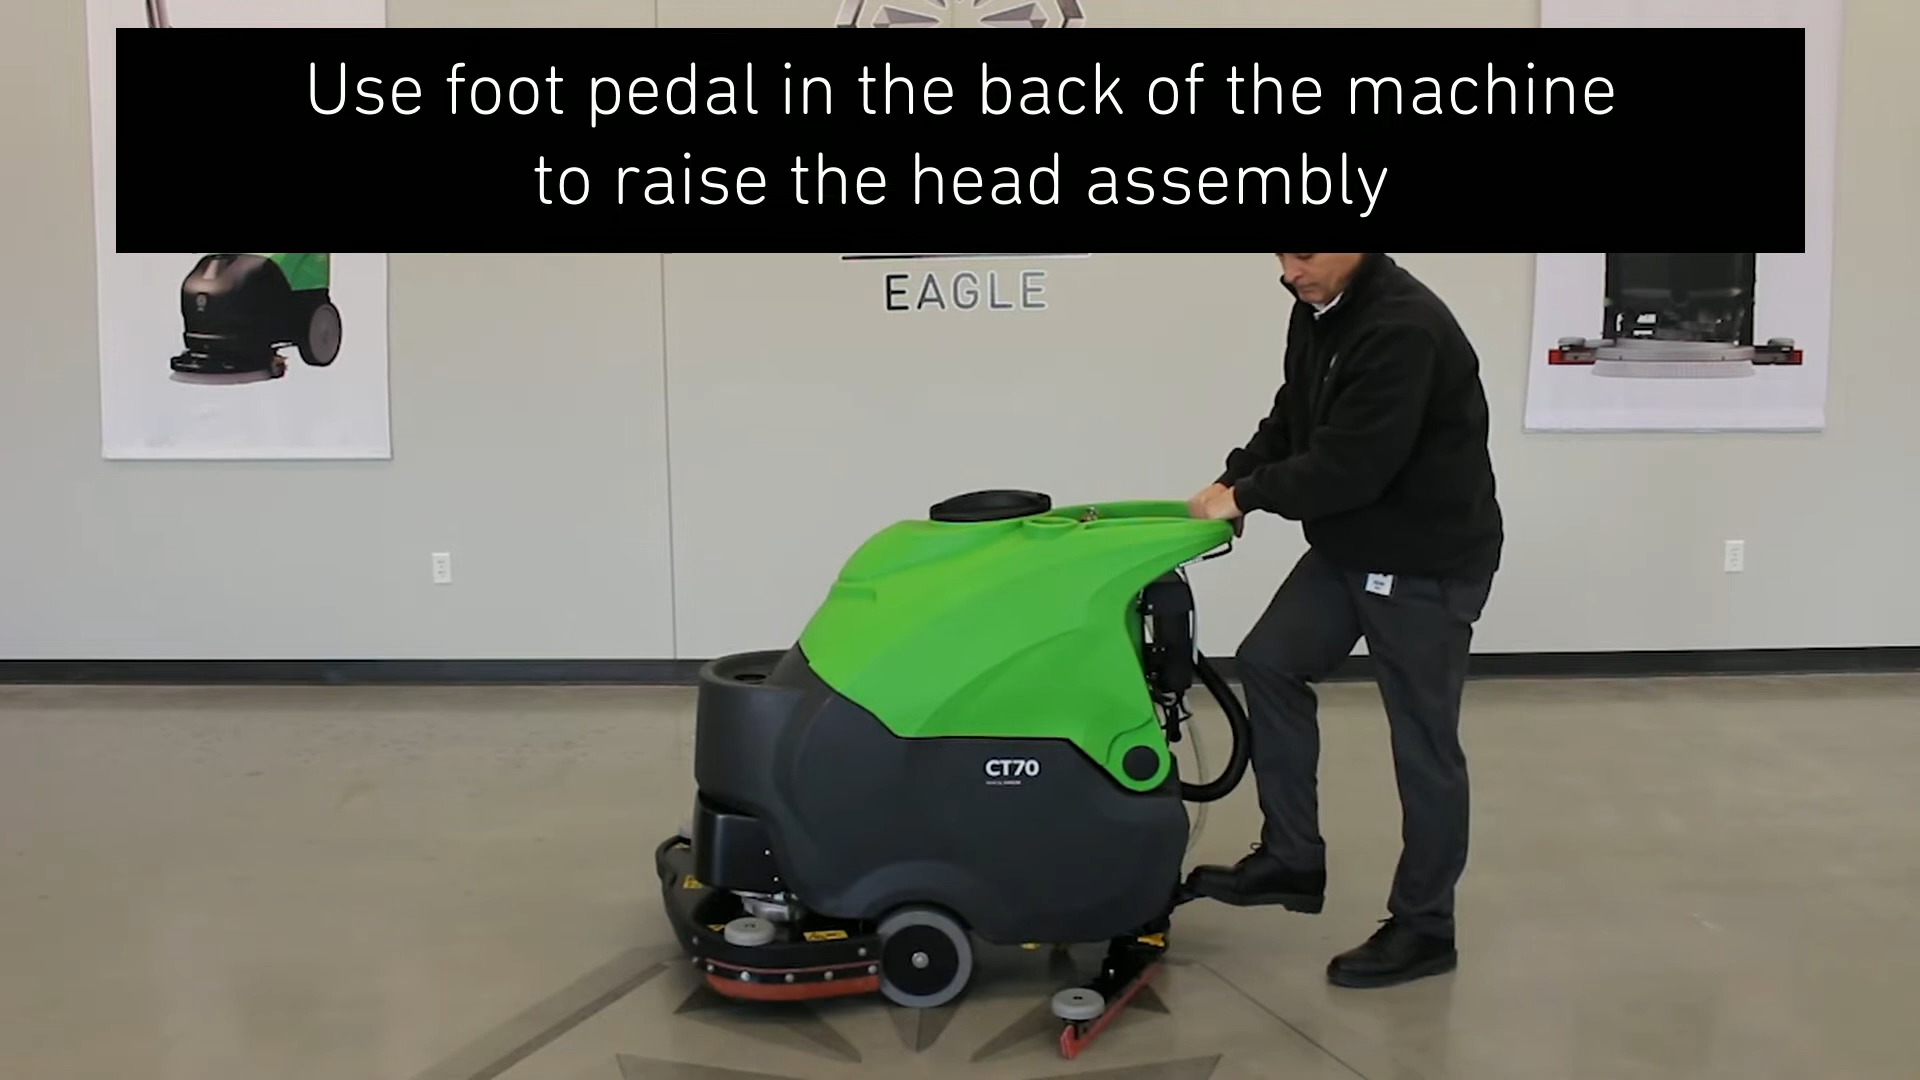 Use foot pedal in the back of the machine
to raise the head assembly
EAGLE
CT70